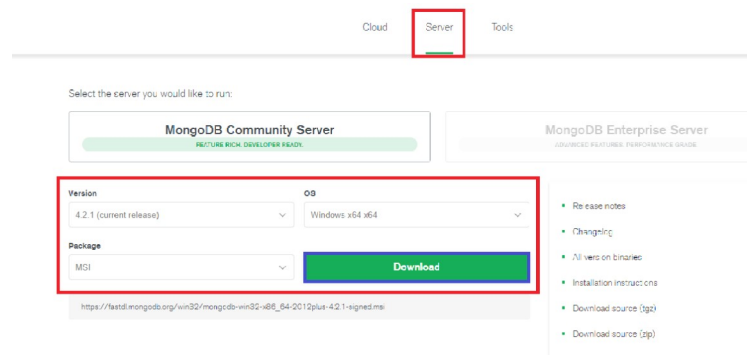 Cloud Server Tools
Select the server you would like to run:
MongoDB Community Server
FEATURE RICH. DEVELOPER READY.
MongoDB Enterprise Server
ADVANCED FEATURES. PERFORMANCE GRADE.
Version
4.2.1 (current release)
OS
Windows x64 x64
Package
MSI
Download
https://fastdl.mongodb.org/win32/mongodb-win32-x86_64-2012plus-4.2.1-signed.msi
Release notes
Changelog
All version binaries
Installation instructions
Download source (tgz)
Download source (zip)